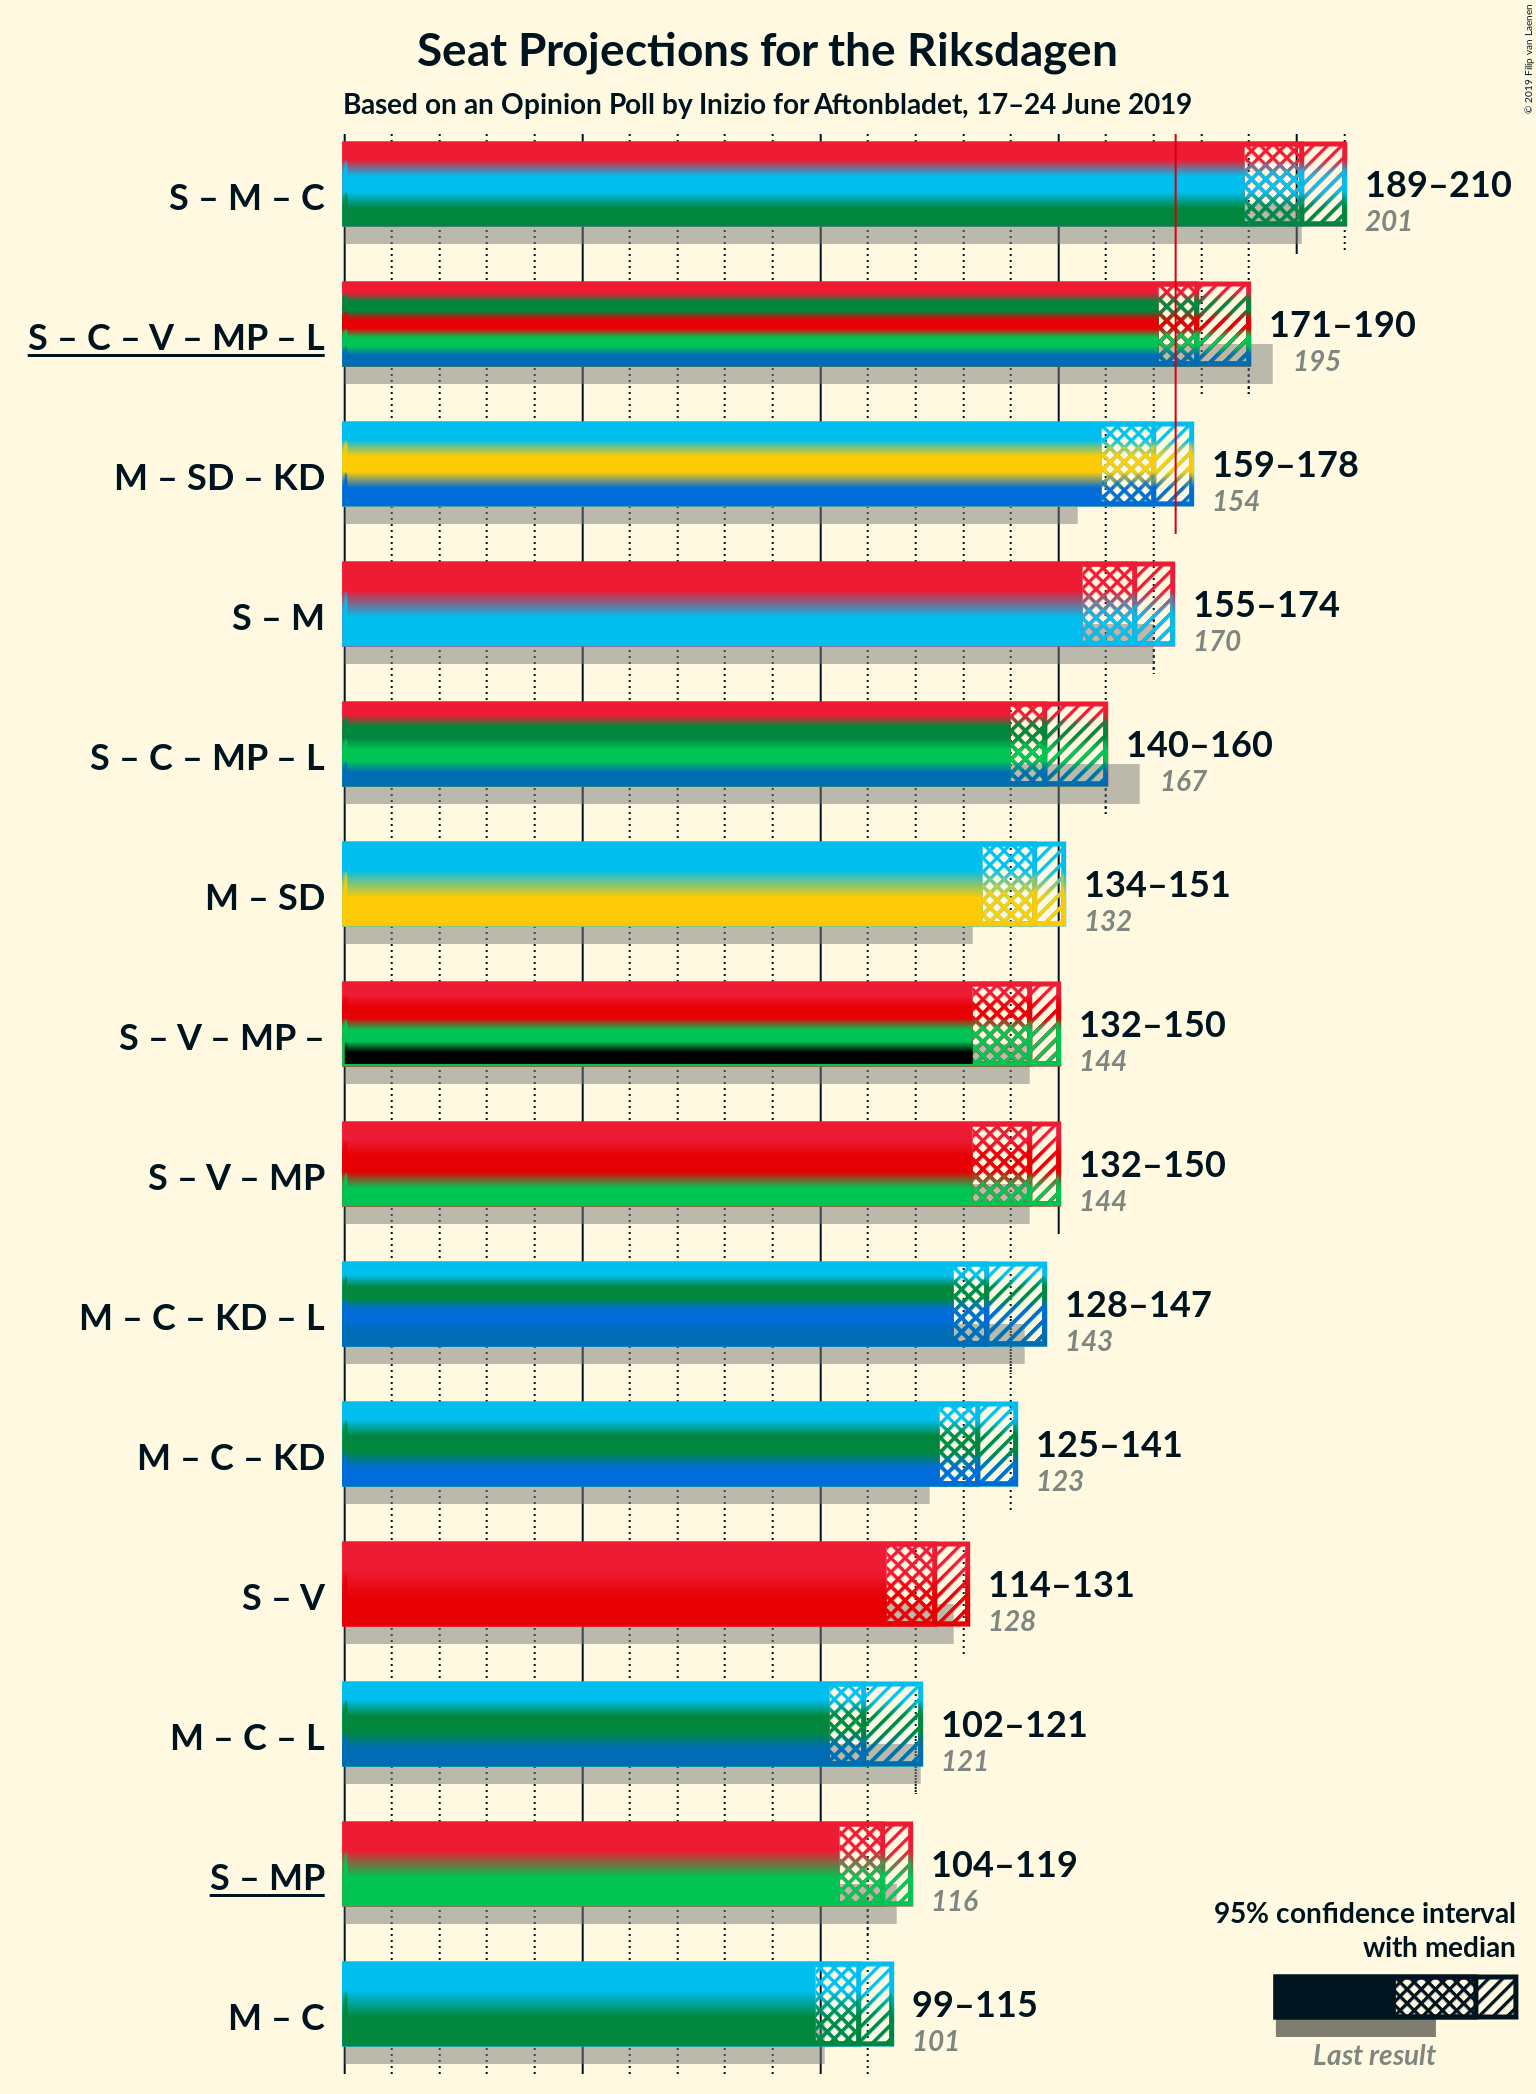 Seat Projections for the Riksdagen
Based on an Opinion Poll by Inizio for Aftonbladet, 17–24 June 2019
© 2019 Filip van Laenen
S – M – C
189–210
201
S – C – V – MP – L
171–190
195
M – SD – KD
159–178
154
S – M
155–174
170
S – C – MP – L
140–160
167
M – SD
134–151
132
S – V – MP –
132–150
144
S – V – MP
132–150
144
M – C – KD – L
128–147
143
M – C – KD
125–141
123
S – V
114–131
128
M – C – L
102–121
121
S – MP
104–119
116
M – C
99–115
101
95% confidence interval
with median
Last result